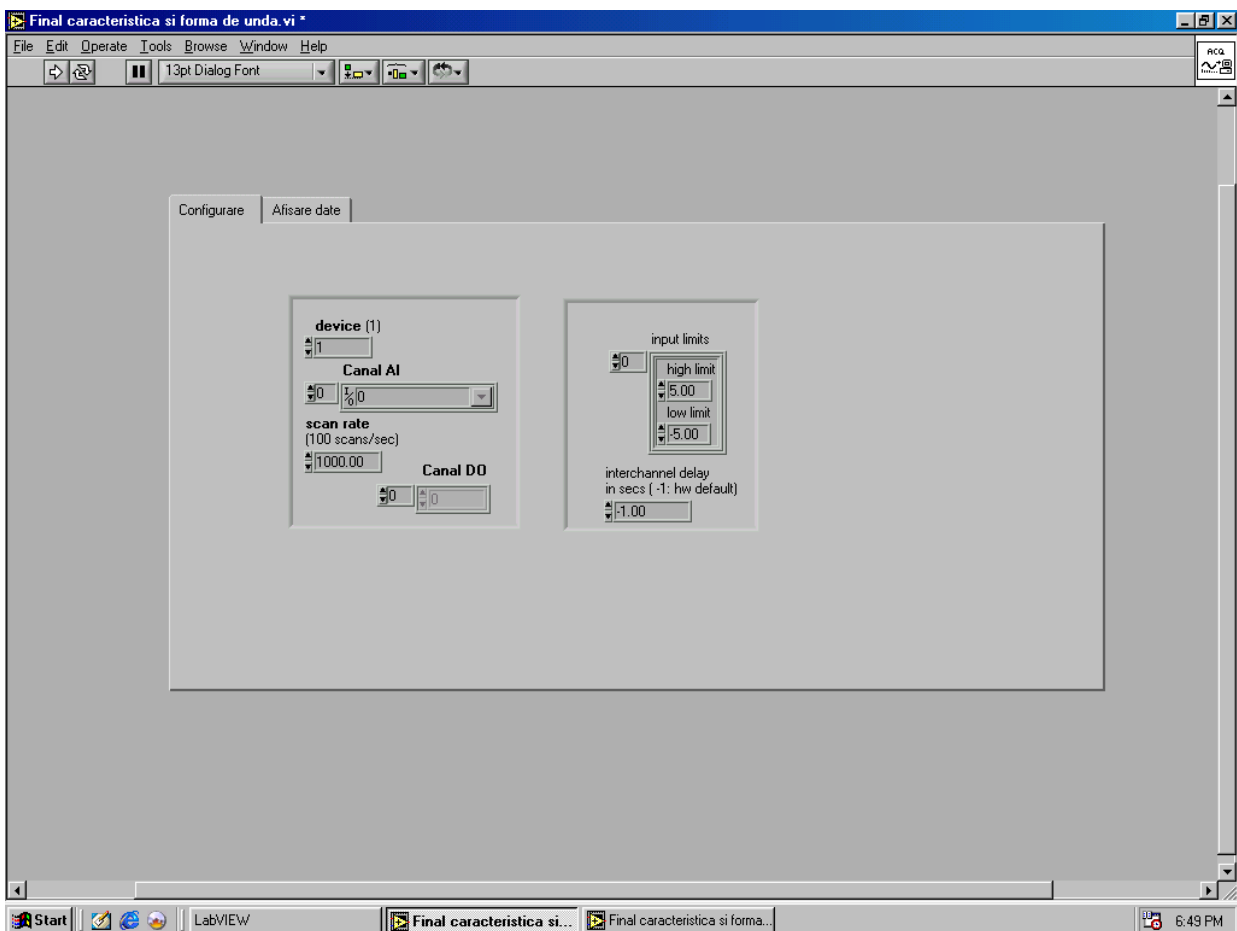 Final caracteristica si forma de unda.vi *
File Edit Operate Tools Browse Window Help
13pt Dialog Font
ACQ
Configurare Afisare date
device (1)
1
Canal AI
0 I/O 0
scan rate
(100 scans/sec)
1000.00
Canal DO
0 0
input limits
0
high limit
5.00
low limit
-5.00
interchannel delay
in secs ( -1: hw default)
-1.00
Start LabVIEW Final caracteristica si... Final caracteristica si forma... 6:49 PM